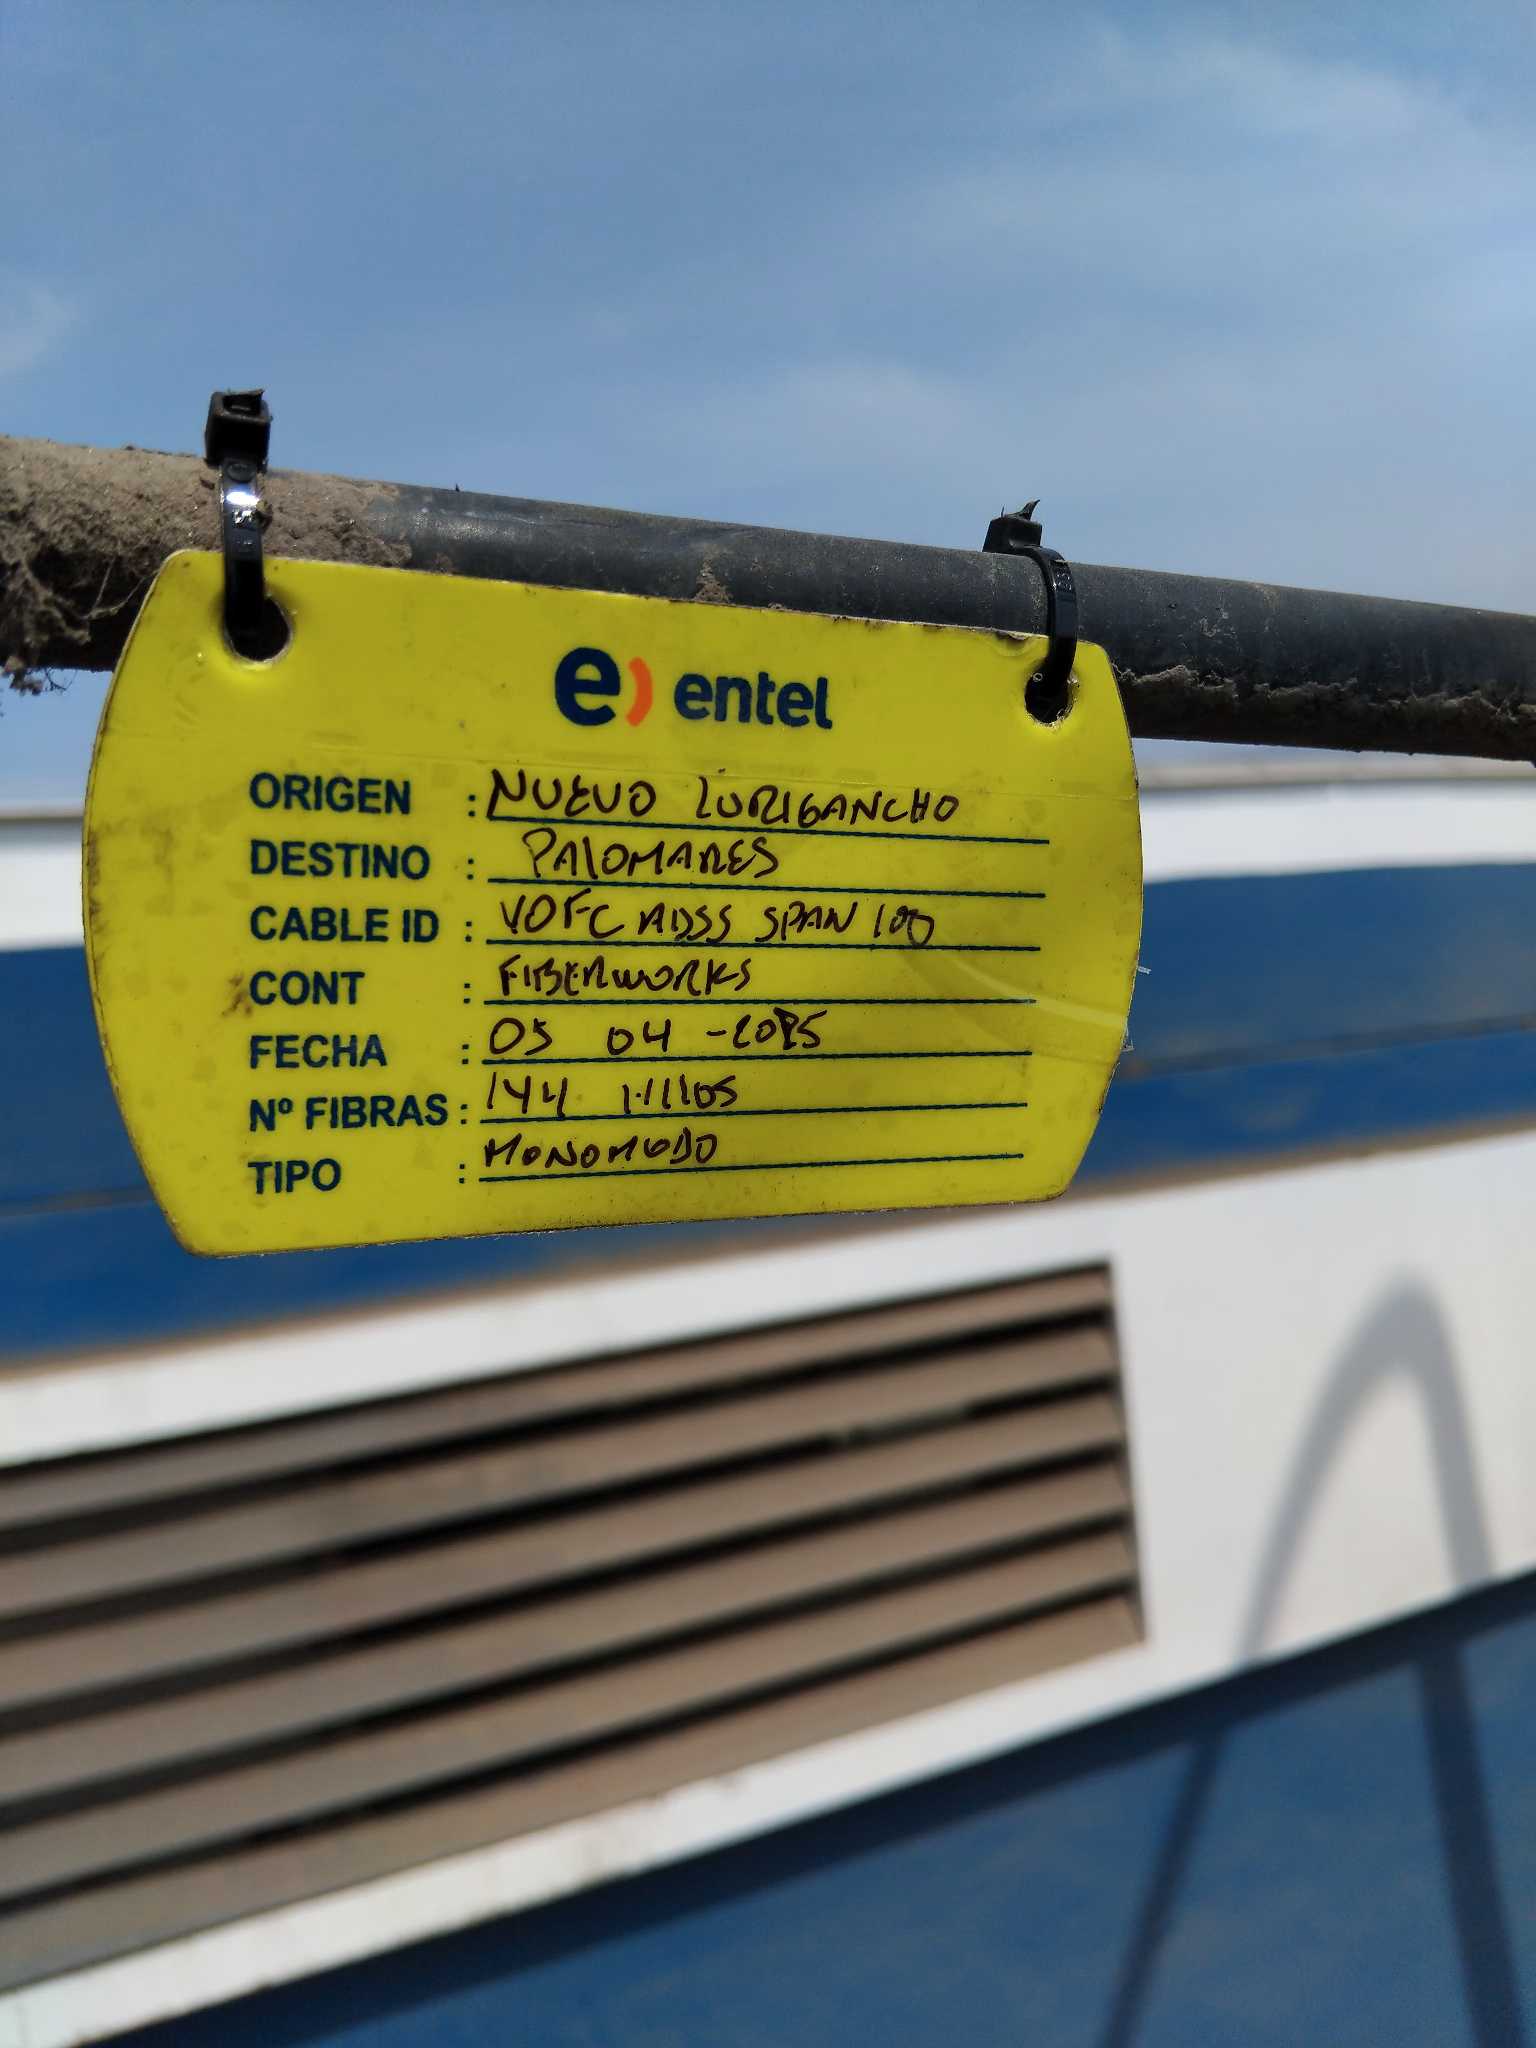 e) entel
ORIGEN : NUEVO LURIGANCHO
DESTINO : PALOMARES
CABLE ID : YOFC ADSS SPAN 100
CONT : FIBERWORKS
FECHA : 05 04 -2025
Nº FIBRAS : 144 HILOS
TIPO : MONOMODO